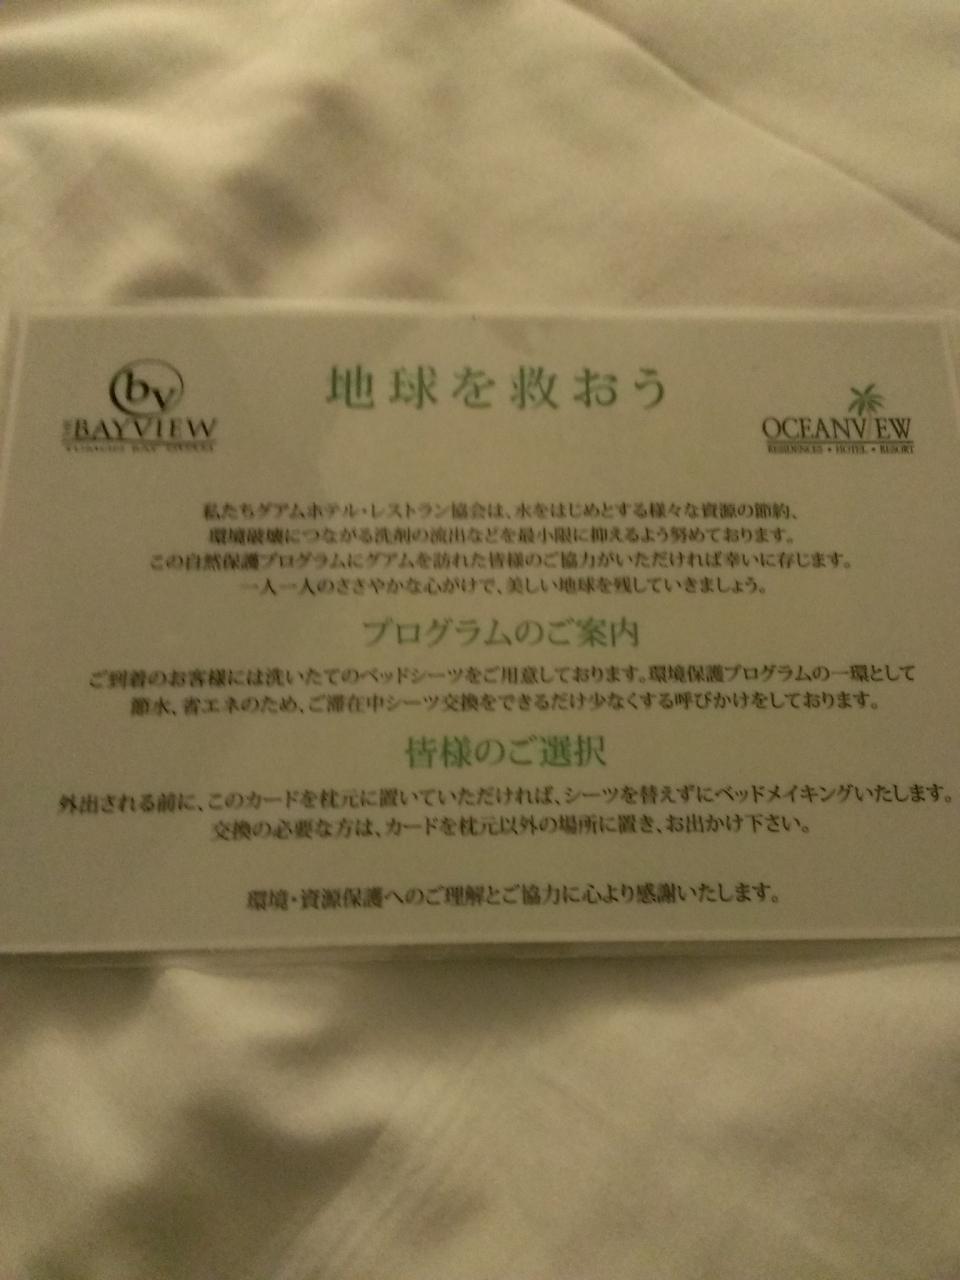 地球を救おう
bv
THE BAYVIEW
OCEANVIEW
RESIDENCES • HOTEL • RESORT
私たちグアムホテル・レストラン協会は、水をはじめとする様々な資源の節約、
環境破壊につながる洗剤の流出などを最小限に抑えるよう努めております。
この自然保護プログラムにグアムを訪れた皆様のご協力がいただければ幸いに存じます。
一人一人のささやかな心がけで、美しい地球を残していきましょう。
プログラムのご案内
ご到着のお客様には洗いたてのベッドシーツをご用意しております。環境保護プログラムの一環として
節水、省エネのため、ご滞在中シーツ交換をできるだけ少なくする呼びかけをしております。
皆様のご選択
外出される前に、このカードを枕元に置いていただければ、シーツを替えずにベッドメイキングいたします。
交換の必要な方は、カードを枕元以外の場所に置き、お出かけ下さい。
環境・資源保護へのご理解とご協力に心より感謝いたします。